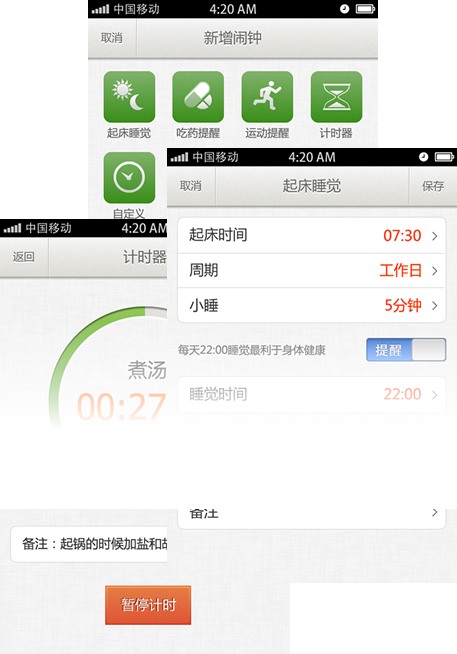 中国移动 4:20 AM
取消 新增闹钟
起床睡觉 吃药提醒 运动提醒 计时器
自定义
中国移动 4:20 AM
取消 起床睡觉 保存
起床时间 07:30
周期 工作日
小睡 5分钟
每天22:00睡觉最利于身体健康 提醒
睡觉时间 22:00
备注
中国移动 4:20 AM
返回 计时器
煮汤
00:27
备注：起锅的时候加盐和
暂停计时